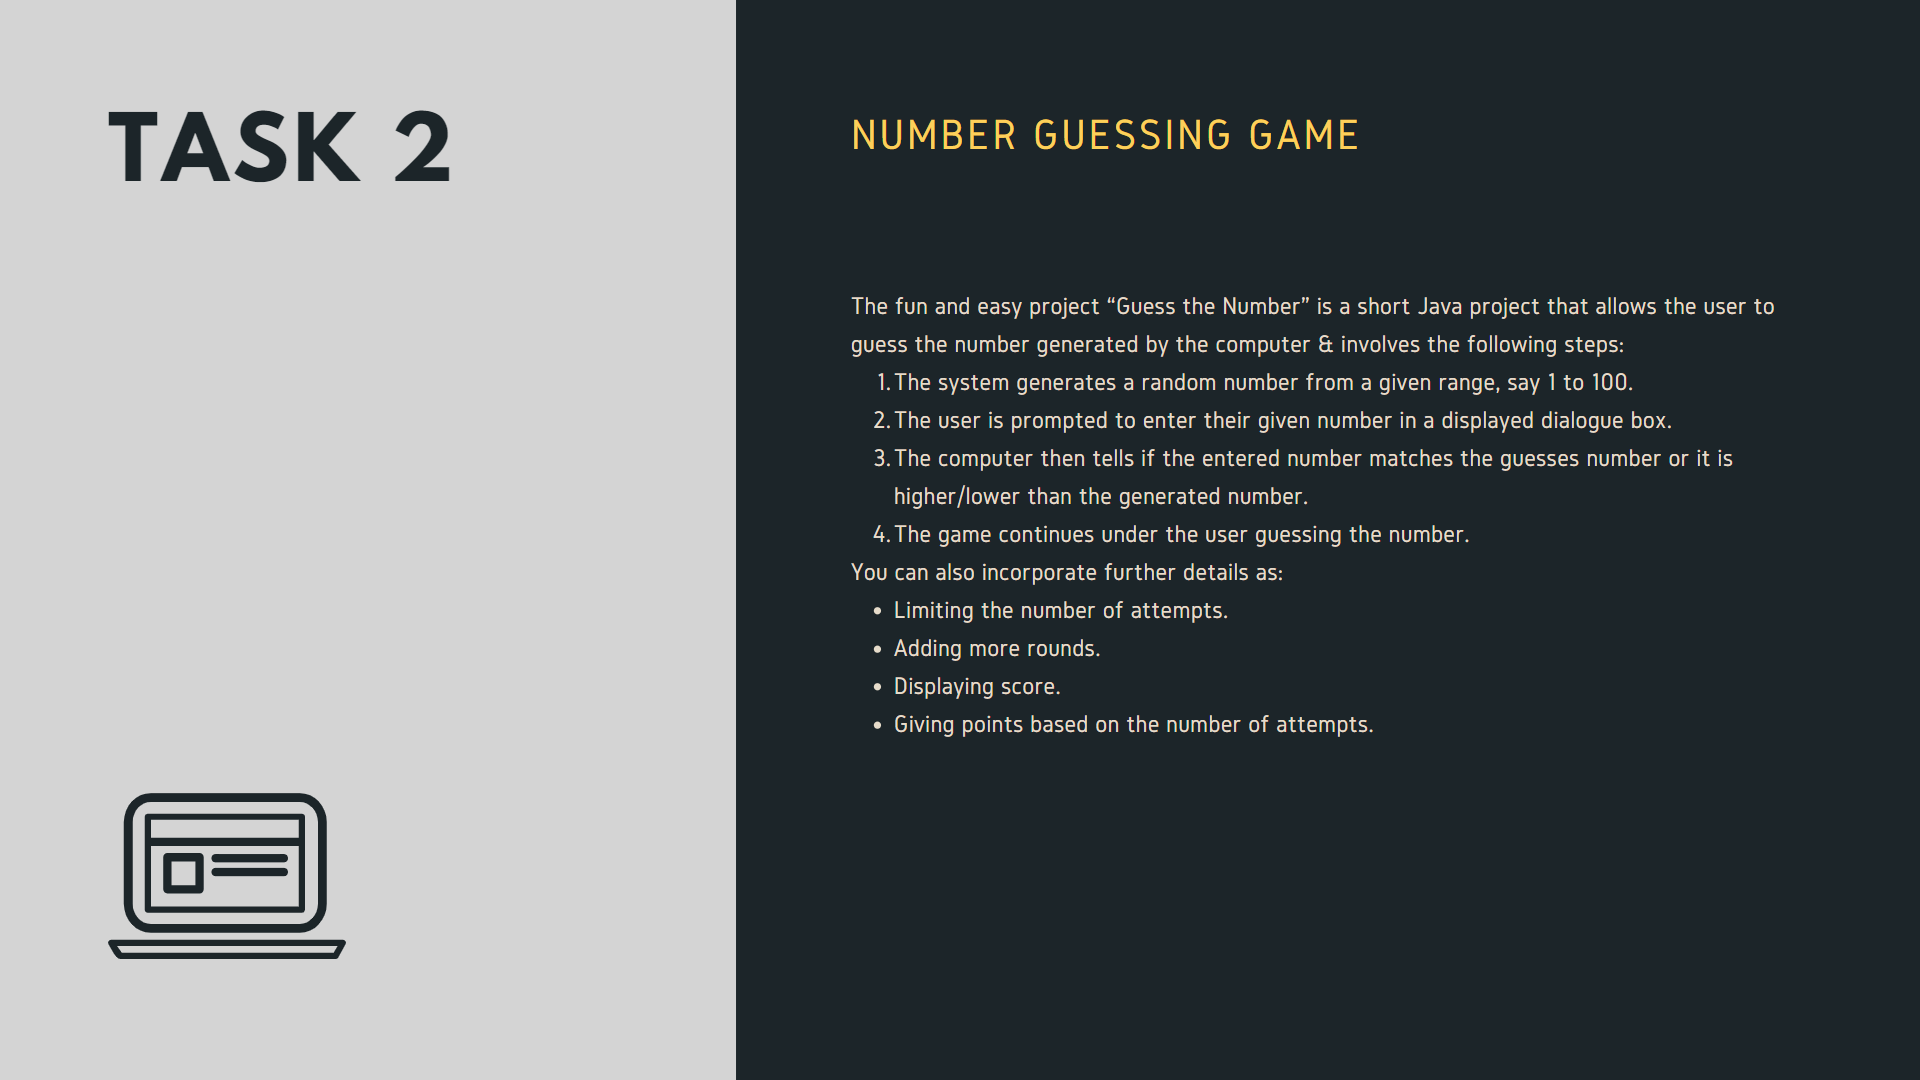 TASK 2
NUMBER GUESSING GAME
The fun and easy project “Guess the Number” is a short Java project that allows the user to
guess the number generated by the computer & involves the following steps:
1. The system generates a random number from a given range, say 1 to 100.
2. The user is prompted to enter their given number in a displayed dialogue box.
3. The computer then tells if the entered number matches the guesses number or it is
higher/lower than the generated number.
4. The game continues under the user guessing the number.
You can also incorporate further details as:
• Limiting the number of attempts.
• Adding more rounds.
• Displaying score.
• Giving points based on the number of attempts.